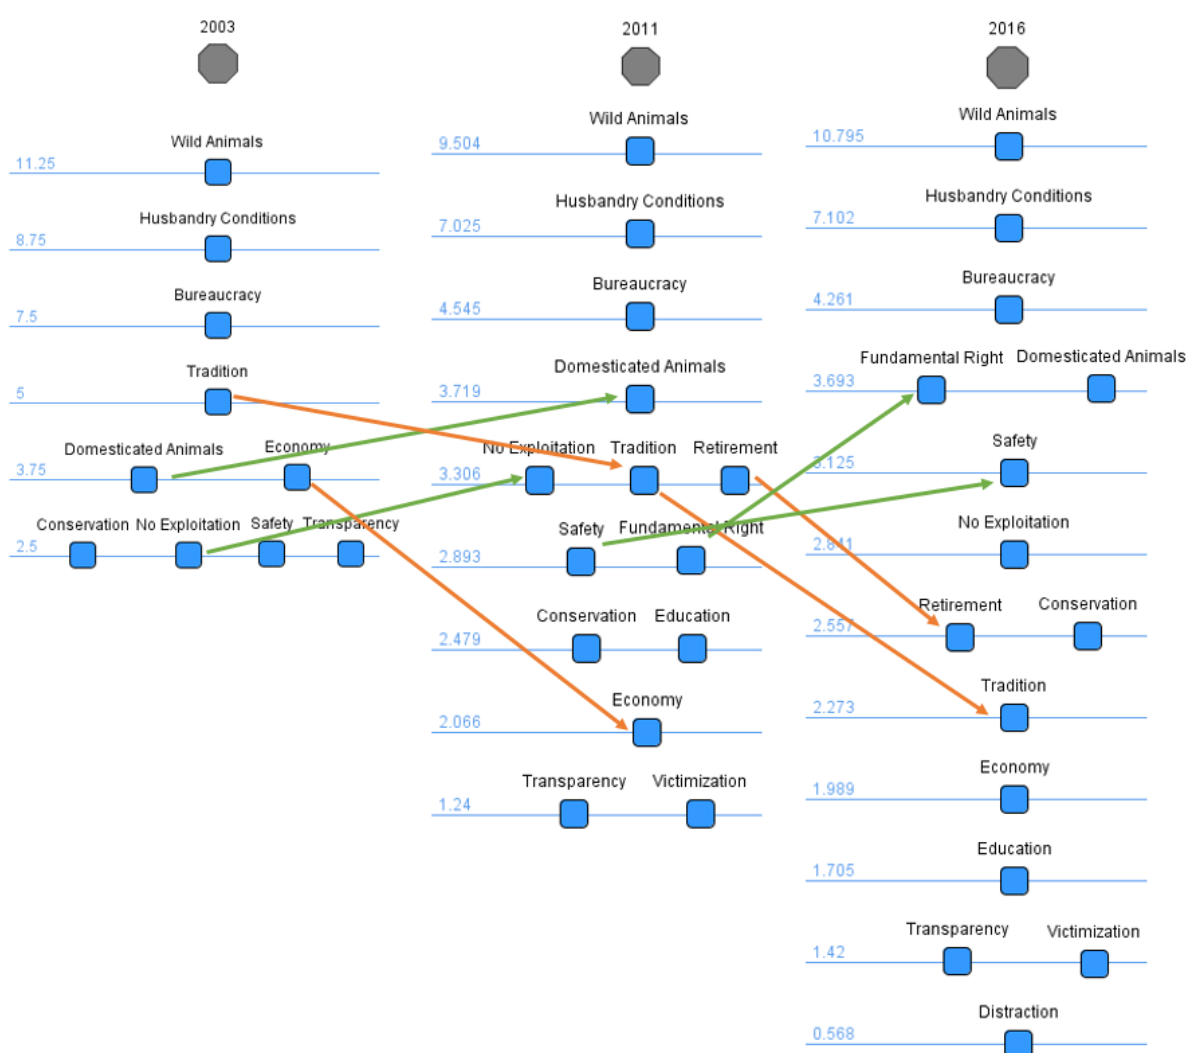 2003
Wild Animals
11.25
Husbandry Conditions
8.75
Bureaucracy
7.5
Tradition
5
Domesticated Animals Economy
3.75
Conservation No Exploitation Safety Transparency
2.5
2011
Wild Animals
9.504
Husbandry Conditions
7.025
Bureaucracy
4.545
Domesticated Animals
3.719
No Exploitation Tradition Retirement
3.306
Safety Fundamental Right
2.893
Conservation Education
2.479
Economy
2.066
Transparency Victimization
1.24
2016
Wild Animals
10.795
Husbandry Conditions
7.102
Bureaucracy
4.261
Fundamental Right Domesticated Animals
3.693
Safety
3.125
No Exploitation
2.841
Retirement Conservation
2.557
Tradition
2.273
Economy
1.989
Education
1.705
Transparency Victimization
1.42
Distraction
0.568